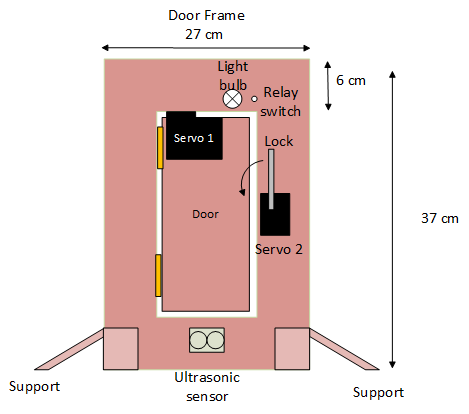 Door Frame
27 cm
Light
bulb
6 cm
Relay
switch
Servo 1
Lock
Door
37 cm
Servo 2
Ultrasonic
sensor
Support
Support